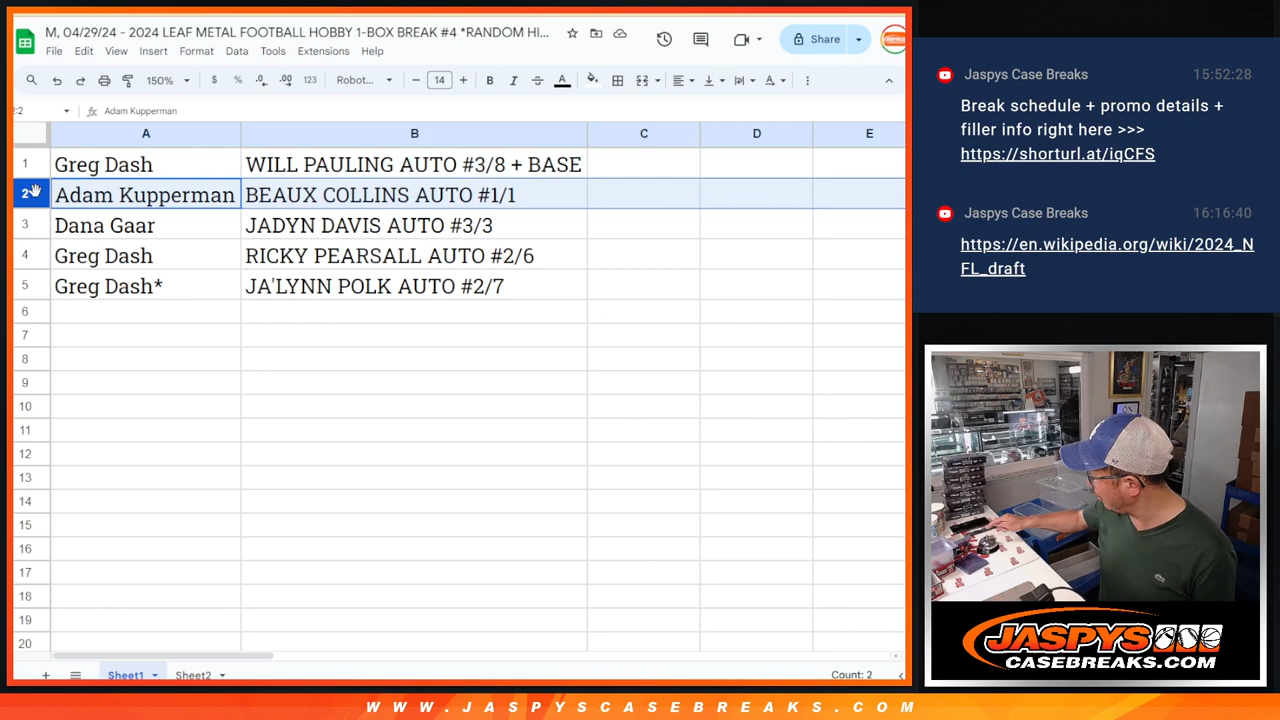 M, 04/29/24 - 2024 LEAF METAL FOOTBALL HOBBY 1-BOX BREAK #4 *RANDOM HI...
File Edit View Insert Format Data Tools Extensions Help
Share
150% $ % .0 .00 123 Robot... 14 B I A
2:2 Adam Kupperman
A B C D E
1 Greg Dash WILL PAULING AUTO #3/8 + BASE
2 Adam Kupperman BEAUX COLLINS AUTO #1/1
3 Dana Gaar JADYN DAVIS AUTO #3/3
4 Greg Dash RICKY PEARSALL AUTO #2/6
5 Greg Dash* JA'LYNN POLK AUTO #2/7
6
7
8
9
10
11
12
13
14
15
16
17
18
19
20
Sheet1 Sheet2 Count: 2
Jaspys Case Breaks 15:52:28
Break schedule + promo details +
filler info right here >>>
https://shorturl.at/iqCFS
Jaspys Case Breaks 16:16:40
https://en.wikipedia.org/wiki/2024_N
FL_draft
JASPYS
CASEBREAKS.COM
WWW.JASPYSCASEBREAKS.COM